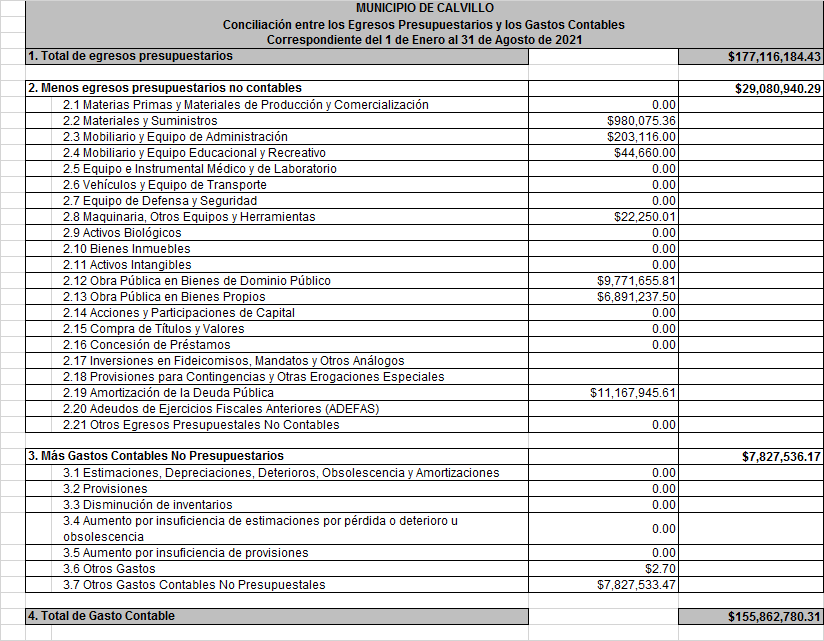 MUNICIPIO DE CALVILLO
Conciliación entre los Egresos Presupuestarios y los Gastos Contables
Correspondiente del 1 de Enero al 31 de Agosto de 2021
1. Total de egresos presupuestarios $177,116,184.43
2. Menos egresos presupuestarios no contables $29,080,940.29
2.1 Materias Primas y Materiales de Producción y Comercialización 0.00
2.2 Materiales y Suministros $980,075.36
2.3 Mobiliario y Equipo de Administración $203,116.00
2.4 Mobiliario y Equipo Educacional y Recreativo $44,660.00
2.5 Equipo e Instrumental Médico y de Laboratorio 0.00
2.6 Vehículos y Equipo de Transporte 0.00
2.7 Equipo de Defensa y Seguridad 0.00
2.8 Maquinaria, Otros Equipos y Herramientas $22,250.01
2.9 Activos Biológicos 0.00
2.10 Bienes Inmuebles 0.00
2.11 Activos Intangibles 0.00
2.12 Obra Pública en Bienes de Dominio Público $9,771,655.81
2.13 Obra Pública en Bienes Propios $6,891,237.50
2.14 Acciones y Participaciones de Capital 0.00
2.15 Compra de Títulos y Valores 0.00
2.16 Concesión de Préstamos 0.00
2.17 Inversiones en Fideicomisos, Mandatos y Otros Análogos
2.18 Provisiones para Contingencias y Otras Erogaciones Especiales
2.19 Amortización de la Deuda Pública $11,167,945.61
2.20 Adeudos de Ejercicios Fiscales Anteriores (ADEFAS)
2.21 Otros Egresos Presupuestales No Contables 0.00
3. Más Gastos Contables No Presupuestarios $7,827,536.17
3.1 Estimaciones, Depreciaciones, Deterioros, Obsolescencia y Amortizaciones 0.00
3.2 Provisiones 0.00
3.3 Disminución de inventarios 0.00
3.4 Aumento por insuficiencia de estimaciones por pérdida o deterioro u
obsolescencia 0.00
3.5 Aumento por insuficiencia de provisiones 0.00
3.6 Otros Gastos $2.70
3.7 Otros Gastos Contables No Presupuestales $7,827,533.47
4. Total de Gasto Contable $155,862,780.31